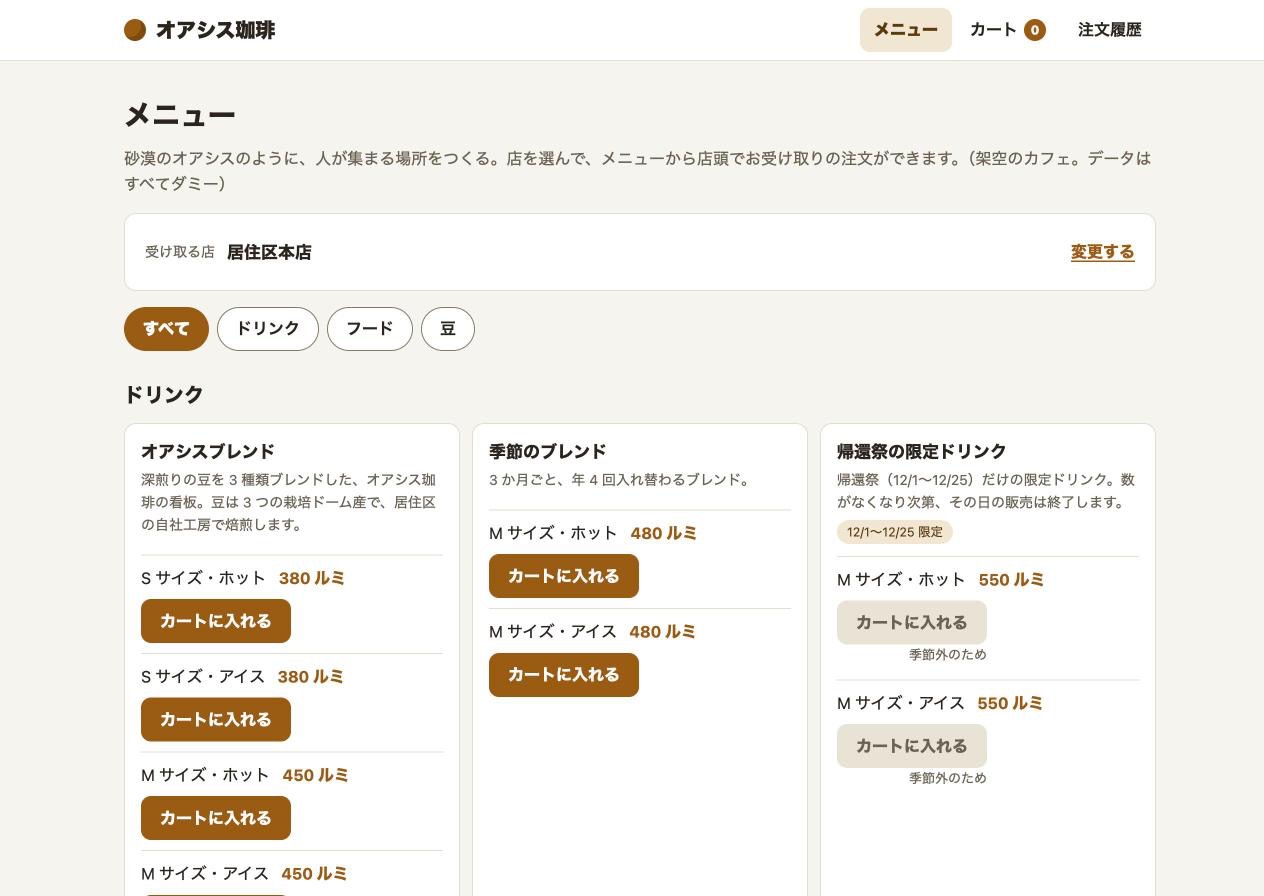 オアシス珈琲
メニュー
カート 0
注文履歴
メニュー
砂漠のオアシスのように、人が集まる場所をつくる。店を選んで、メニューから店頭でお受け取りの注文ができます。（架空のカフェ。データは
すべてダミー）
受け取る店 居住区本店
変更する
すべて
ドリンク
フード
豆
ドリンク
オアシスブレンド
深煎りの豆を 3 種類ブレンドした、オアシス珈
琲の看板。豆は 3 つの栽培ドーム産で、居住区
の自社工房で焙煎します。
S サイズ・ホット 380 ルミ
カートに入れる
S サイズ・アイス 380 ルミ
カートに入れる
M サイズ・ホット 450 ルミ
カートに入れる
M サイズ・アイス 450 ルミ
季節のブレンド
3 か月ごと、年 4 回入れ替わるブレンド。
M サイズ・ホット 480 ルミ
カートに入れる
M サイズ・アイス 480 ルミ
カートに入れる
帰還祭の限定ドリンク
帰還祭（12/1〜12/25）だけの限定ドリンク。数
がなくなり次第、その日の販売は終了します。
12/1〜12/25 限定
M サイズ・ホット 550 ルミ
カートに入れる
季節外のため
M サイズ・アイス 550 ルミ
カートに入れる
季節外のため